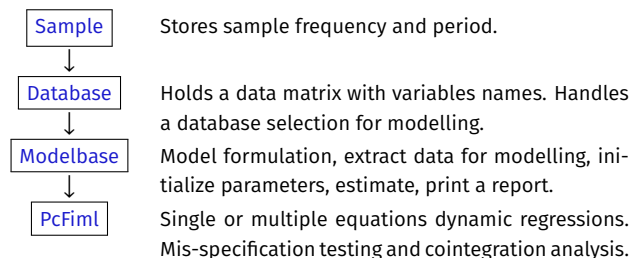 Sample Stores sample frequency and period.
Database Holds a data matrix with variables names. Handles
a database selection for modelling.
Modelbase Model formulation, extract data for modelling, ini-
tialize parameters, estimate, print a report.
PcFiml Single or multiple equations dynamic regressions.
Mis-specification testing and cointegration analysis.